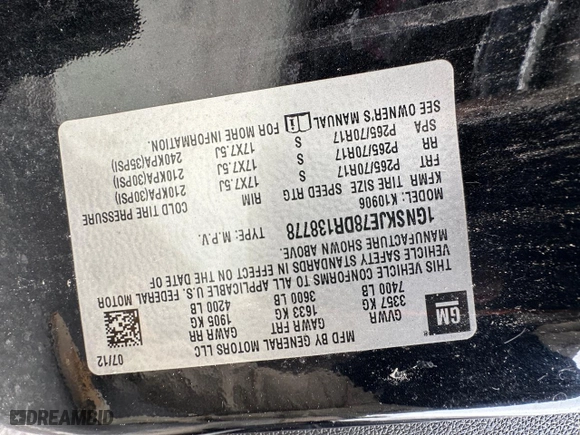 MFD BY GENERAL MOTORS LLC 07/12
GM
GVWR GAWR FRT GAWR RR
3357 KG 1633 KG 1905 KG
7400 LB 3600 LB 4200 LB
THIS VEHICLE CONFORMS TO ALL APPLICABLE U.S. FEDERAL MOTOR
VEHICLE SAFETY STANDARDS IN EFFECT ON THE DATE OF
MANUFACTURE SHOWN ABOVE.
1GNSKJE78DR138778 TYPE: M.P.V.
MODEL: K10906 COLD TIRE PRESSURE
KFMR TIRE SIZE SPEED RTG RIM
FRT P265/70R17 S 17X7.5J 210KPA(30PSI)
RR P265/70R17 S 17X7.5J 210KPA(30PSI)
SPA P265/70R17 S 17X7.5J 240KPA(35PSI)
SEE OWNER'S MANUAL FOR MORE INFORMATION.
DREAMBID